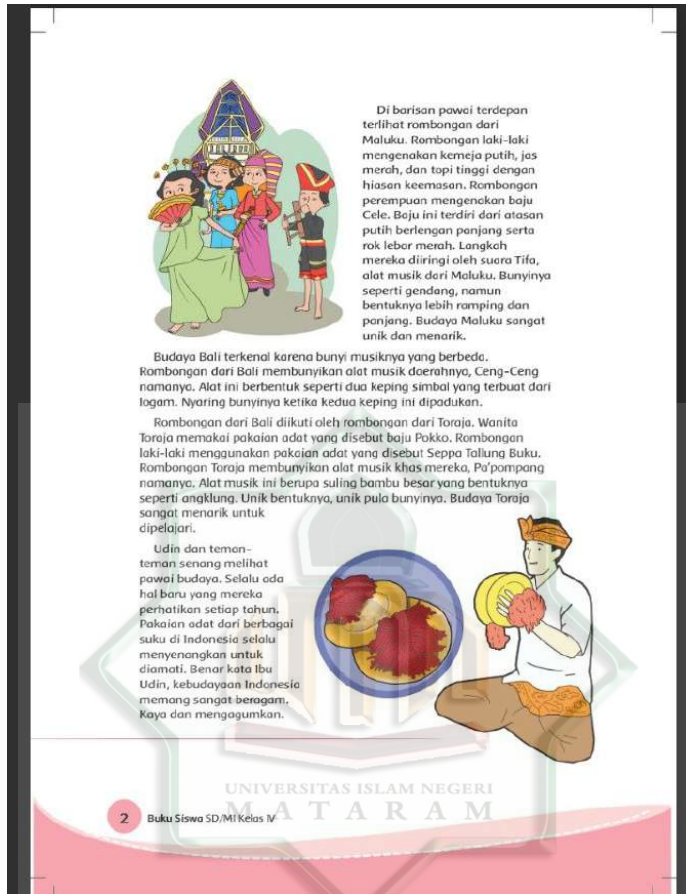 Di barisan pawai terdepan
terlihat rombongan dari
Maluku. Rombongan laki-laki
mengenakan kemeja putih, jas
merah, dan topi tinggi dengan
hiasan keemasan. Rombongan
perempuan mengenakan baju
Cele. Baju ini terdiri dari atasan
putih berlengan panjang serta
rok lebar merah. Langkah
mereka diiringi oleh suara Tifa,
alat musik dari Maluku. Bunyinya
seperti gendang, namun
bentuknya lebih ramping dan
panjang. Budaya Maluku sangat
unik dan menarik.
Budaya Bali terkenal karena bunyi musiknya yang berbeda.
Rombongan dari Bali membunyikan alat musik daerahnya, Ceng-Ceng
namanya. Alat ini berbentuk seperti dua keping simbal yang terbuat dari
logam. Nyaring bunyinya ketika kedua keping ini dipadukan.
Rombongan dari Bali diikuti oleh rombongan dari Toraja. Wanita
Toraja memakai pakaian adat yang disebut baju Pokko. Rombongan
laki-laki menggunakan pakaian adat yang disebut Seppa Tallung Buku.
Rombongan Toraja membunyikan alat musik khas mereka, Pa'pompang
namanya. Alat musik ini berupa suling bambu besar yang bentuknya
seperti angklung. Unik bentuknya, unik pula bunyinya. Budaya Toraja
sangat menarik untuk
dipelajari.
Udin dan teman-
teman senang melihat
pawai budaya. Selalu ada
hal baru yang mereka
perhatikan setiap tahun.
Pakaian adat dari berbagai
suku di Indonesia selalu
menyenangkan untuk
diamati. Benar kata Ibu
Udin, kebudayaan Indonesia
memang sangat beragam.
Kaya dan mengagumkan.
UNIVERSITAS ISLAM NEGERI
MATARAM
2 Buku Siswa SD/MI Kelas IV